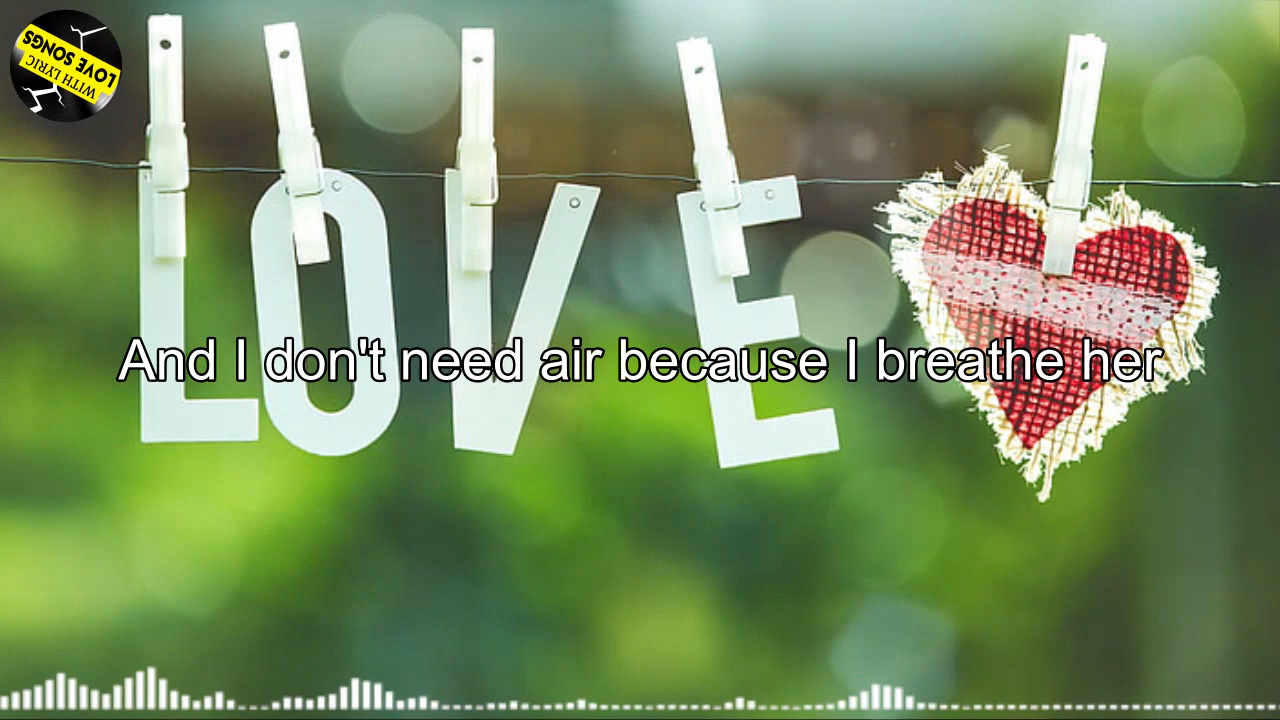 WITH LYRIC
LOVE SONGS
LOVE
And I don't need air because I breathe her